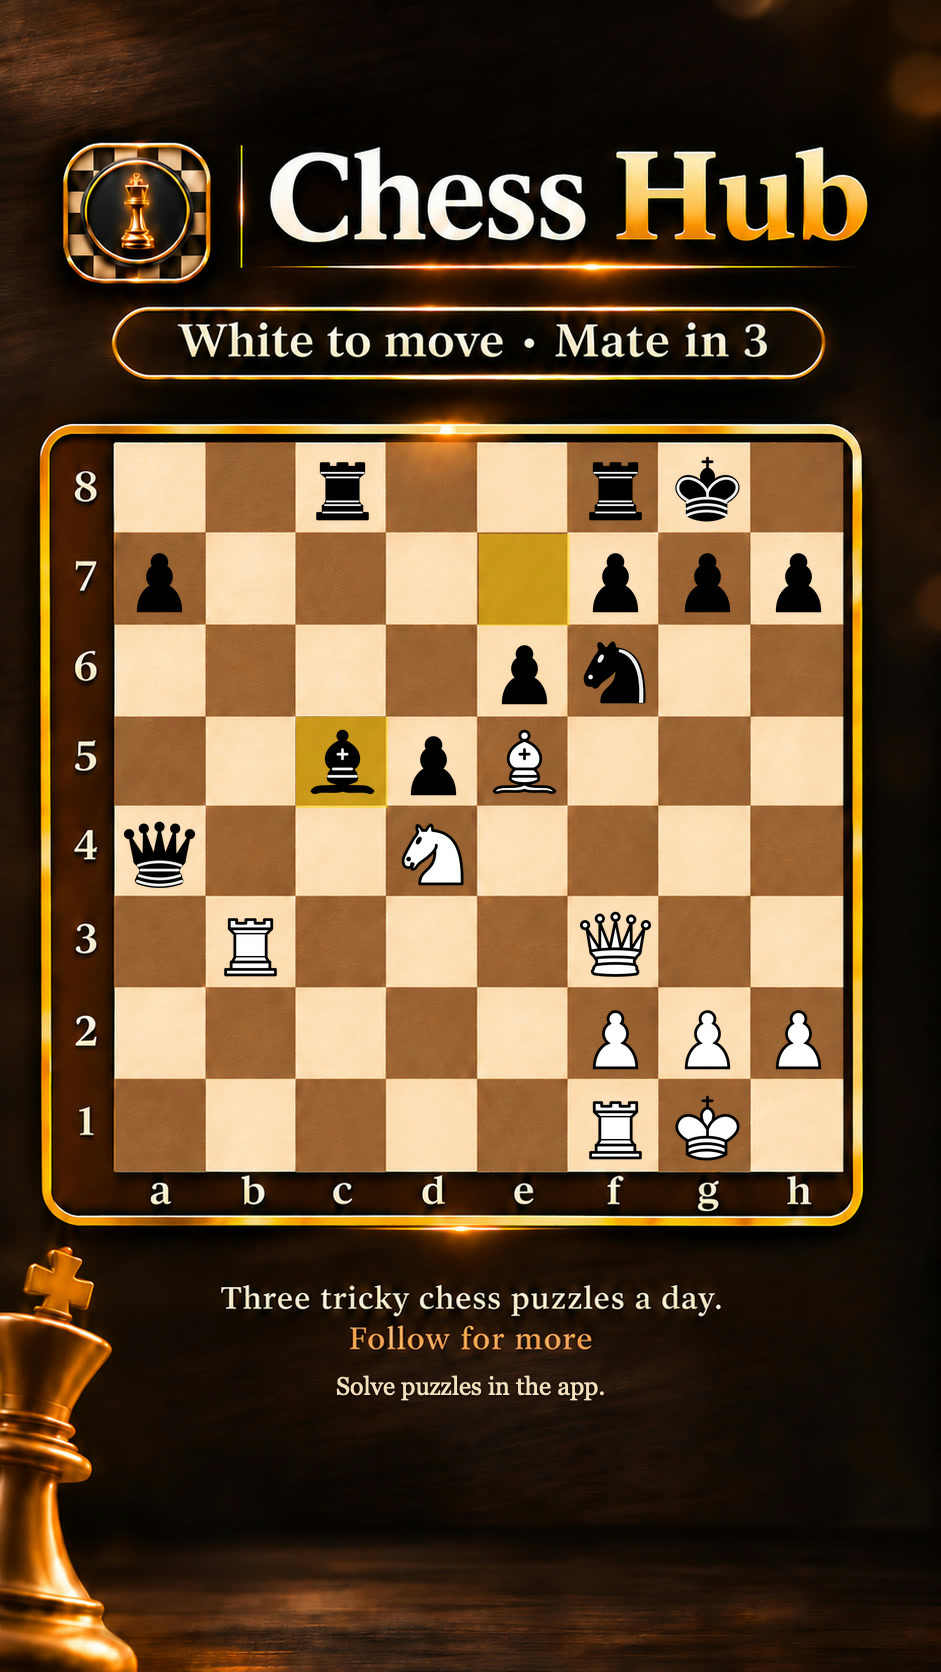 Chess Hub
White to move • Mate in 3
8
7
6
5
4
3
2
1
a b c d e f g h
Three tricky chess puzzles a day.
Follow for more
Solve puzzles in the app.